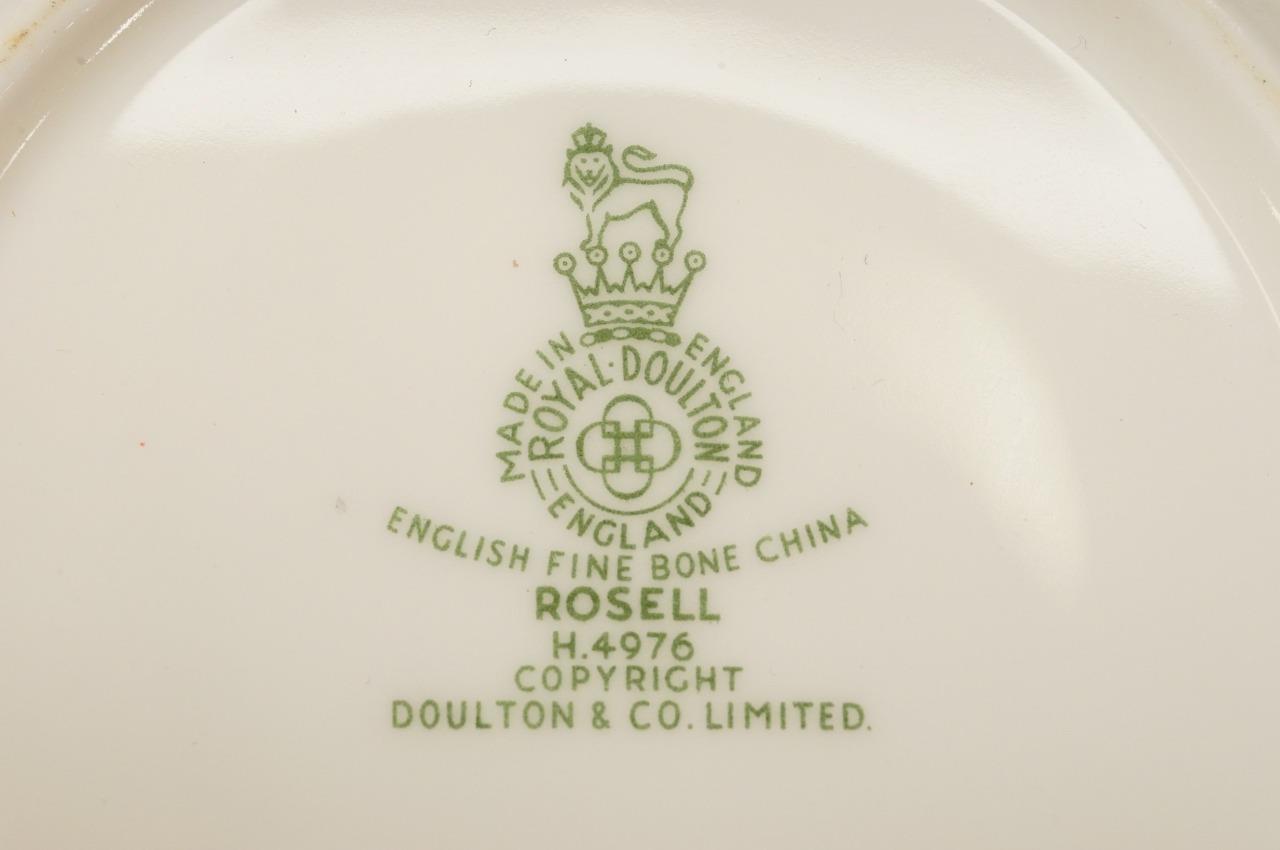 MADE IN ENGLAND
ROYAL·DOULTON
ENGLAND
ENGLISH FINE BONE CHINA
ROSELL
H.4976
COPYRIGHT
DOULTON & CO. LIMITED.